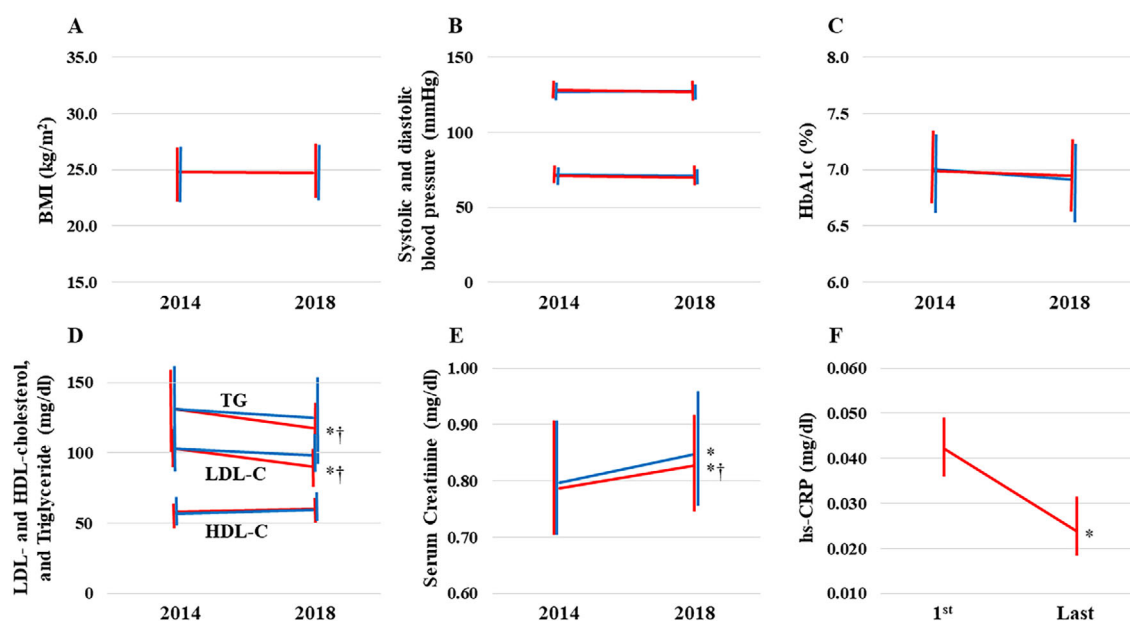 A
BMI (kg/m²)
35.0
30.0
25.0
20.0
15.0
2014 2018
B
Systolic and diastolic
blood pressure (mmHg)
150
100
50
0
2014 2018
C
HbA1c (%)
8.0
7.5
7.0
6.5
6.0
2014 2018
D
LDL- and HDL-cholesterol,
and Triglyceride (mg/dl)
150
100
50
0
TG
*†
LDL-C
*†
HDL-C
2014 2018
E
Serum Creatinine (mg/dl)
1.00
0.90
0.80
0.70
0.60
*
*†
2014 2018
F
hs-CRP (mg/dl)
0.060
0.050
0.040
0.030
0.020
0.010
*
1st Last